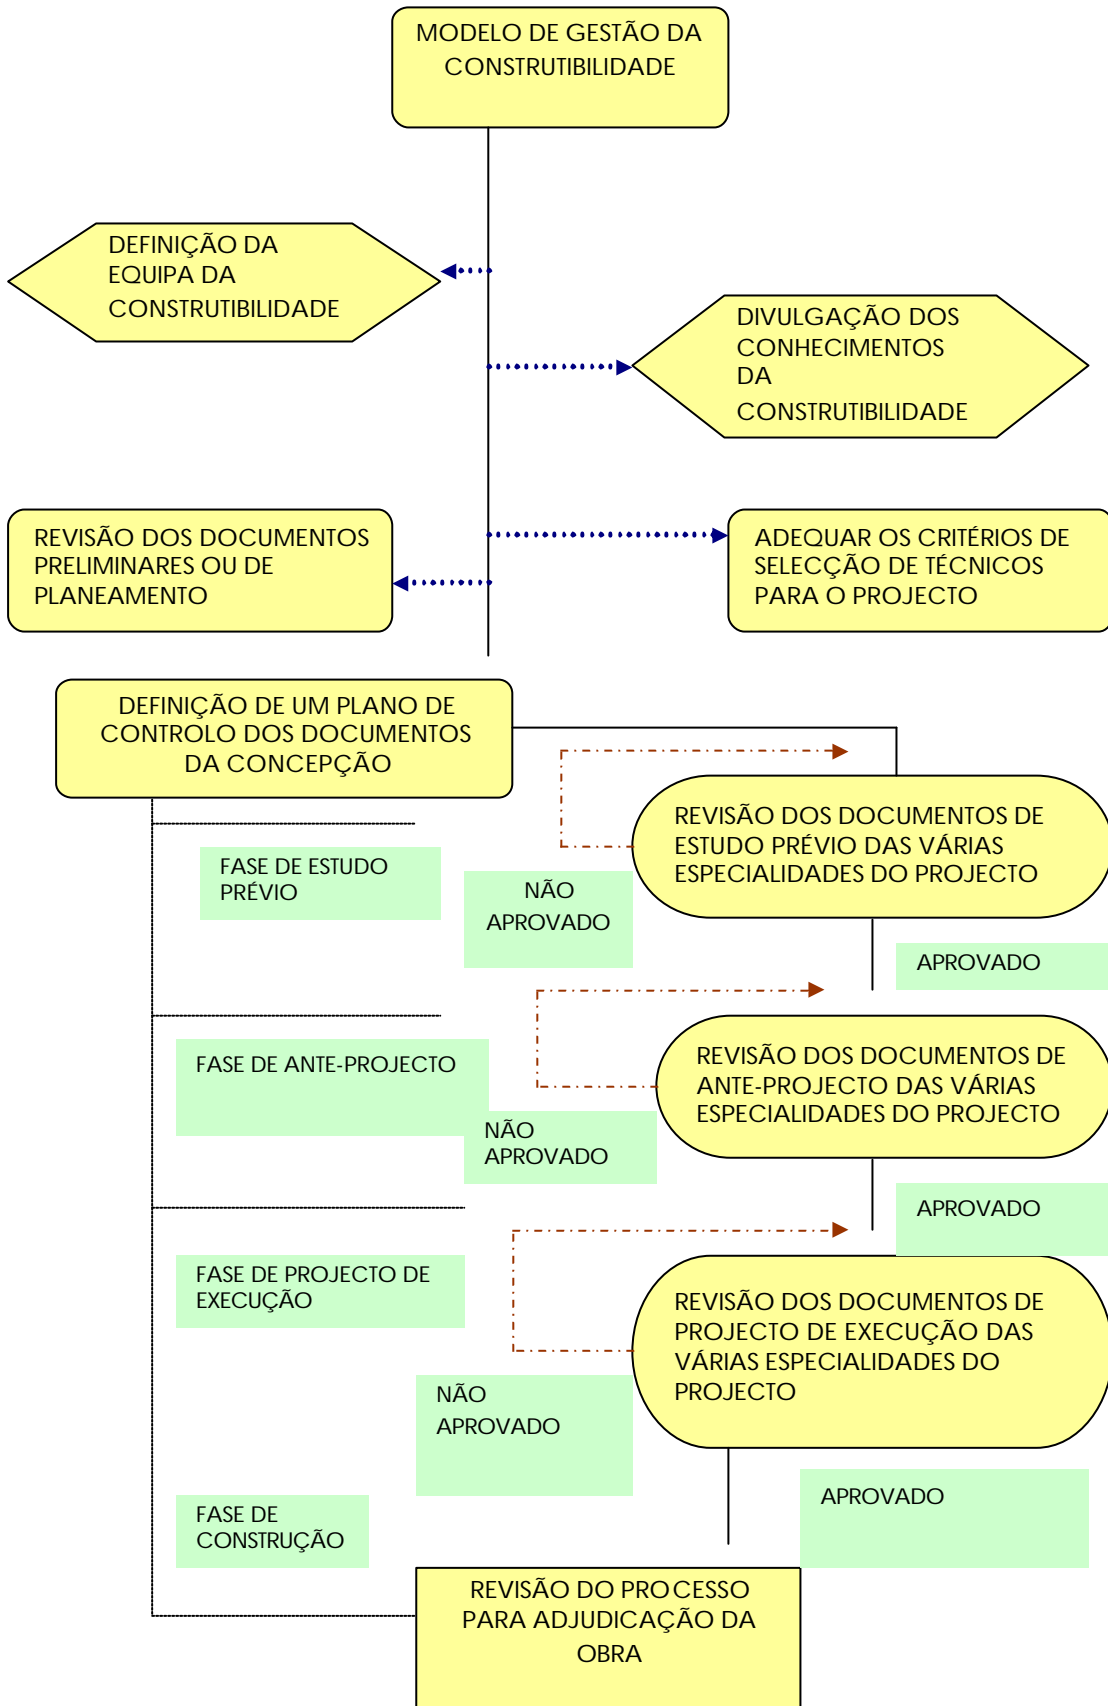 MODELO DE GESTÃO DA
CONSTRUTIBILIDADE
DEFINIÇÃO DA
EQUIPA DA
CONSTRUTIBILIDADE
DIVULGAÇÃO DOS
CONHECIMENTOS
DA
CONSTRUTIBILIDADE
REVISÃO DOS DOCUMENTOS
PRELIMINARES OU DE
PLANEAMENTO
ADEQUAR OS CRITÉRIOS DE
SELECÇÃO DE TÉCNICOS
PARA O PROJECTO
DEFINIÇÃO DE UM PLANO DE
CONTROLO DOS DOCUMENTOS
DA CONCEPÇÃO
REVISÃO DOS DOCUMENTOS DE
ESTUDO PRÉVIO DAS VÁRIAS
ESPECIALIDADES DO PROJECTO
FASE DE ESTUDO
PRÉVIO
NÃO
APROVADO
APROVADO
REVISÃO DOS DOCUMENTOS DE
ANTE-PROJECTO DAS VÁRIAS
ESPECIALIDADES DO PROJECTO
FASE DE ANTE-PROJECTO
NÃO
APROVADO
APROVADO
FASE DE PROJECTO DE
EXECUÇÃO
REVISÃO DOS DOCUMENTOS DE
PROJECTO DE EXECUÇÃO DAS
VÁRIAS ESPECIALIDADES DO
PROJECTO
NÃO
APROVADO
APROVADO
FASE DE
CONSTRUÇÃO
REVISÃO DO PROCESSO
PARA ADJUDICAÇÃO DA
OBRA